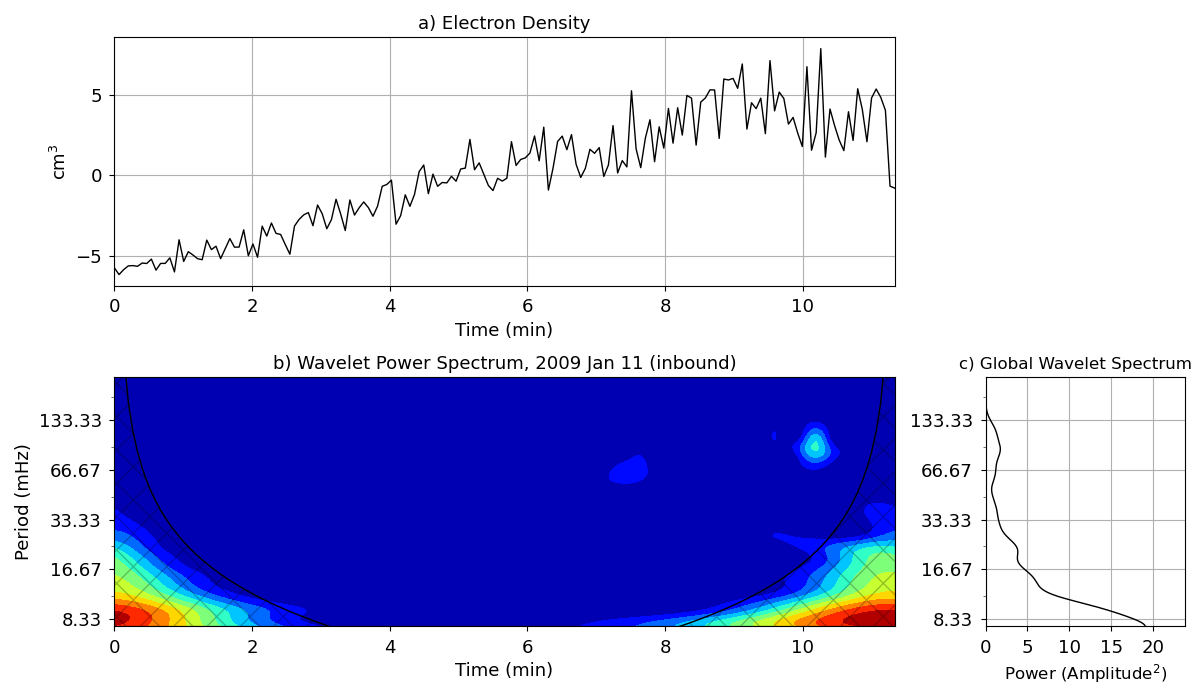 a) Electron Density
5
0
−5
cm³
0 2 4 6 8 10
Time (min)
b) Wavelet Power Spectrum, 2009 Jan 11 (inbound)
133.33
66.67
33.33
16.67
8.33
Period (mHz)
0 2 4 6 8 10
Time (min)
c) Global Wavelet Spectrum
133.33
66.67
33.33
16.67
8.33
0 5 10 15 20
Power (Amplitude²)